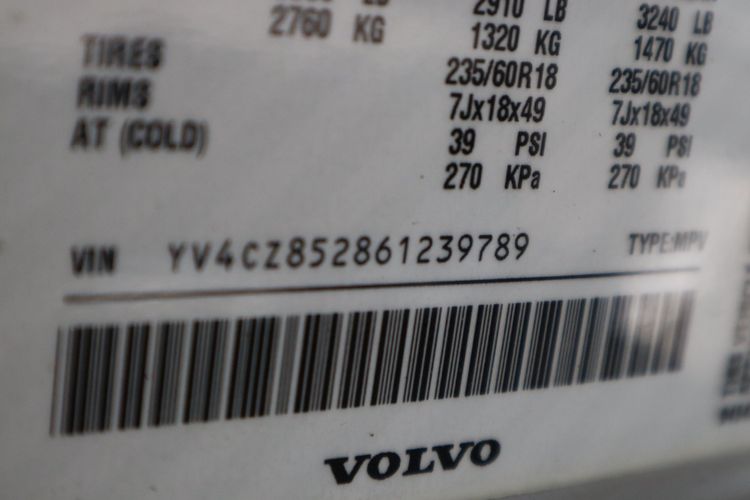 2910 LB 3240 LB
2760 KG 1320 KG 1470 KG
TIRES 235/60R18 235/60R18
RIMS 7Jx18x49 7Jx18x49
AT (COLD) 39 PSI 39 PSI
270 KPa 270 KPa
VIN YV4CZ852861239789 TYPE:MPV
VOLVO